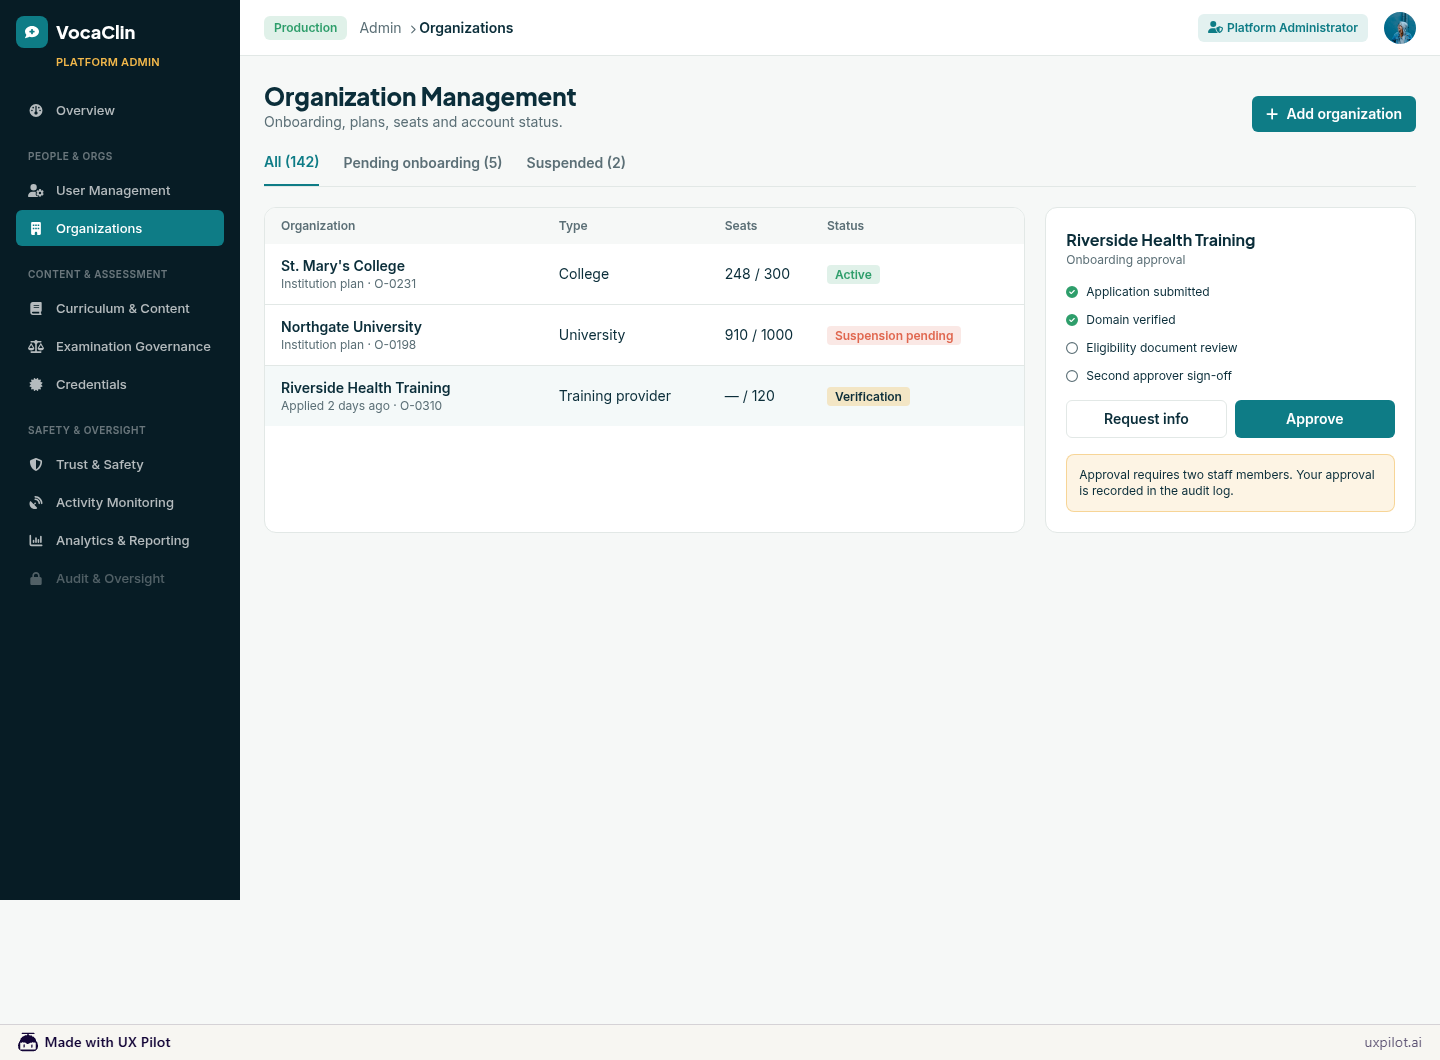 VocaClin
PLATFORM ADMIN
Overview
PEOPLE & ORGS
User Management
Organizations
CONTENT & ASSESSMENT
Curriculum & Content
Examination Governance
Credentials
SAFETY & OVERSIGHT
Trust & Safety
Activity Monitoring
Analytics & Reporting
Audit & Oversight
Production Admin > Organizations
Platform Administrator
Organization Management
Onboarding, plans, seats and account status.
+ Add organization
All (142) Pending onboarding (5) Suspended (2)
Organization Type Seats Status
St. Mary's College
Institution plan · O-0231
College 248 / 300 Active
Northgate University
Institution plan · O-0198
University 910 / 1000 Suspension pending
Riverside Health Training
Applied 2 days ago · O-0310
Training provider — / 120 Verification
Riverside Health Training
Onboarding approval
Application submitted
Domain verified
Eligibility document review
Second approver sign-off
Request info Approve
Approval requires two staff members. Your approval
is recorded in the audit log.
Made with UX Pilot
uxpilot.ai